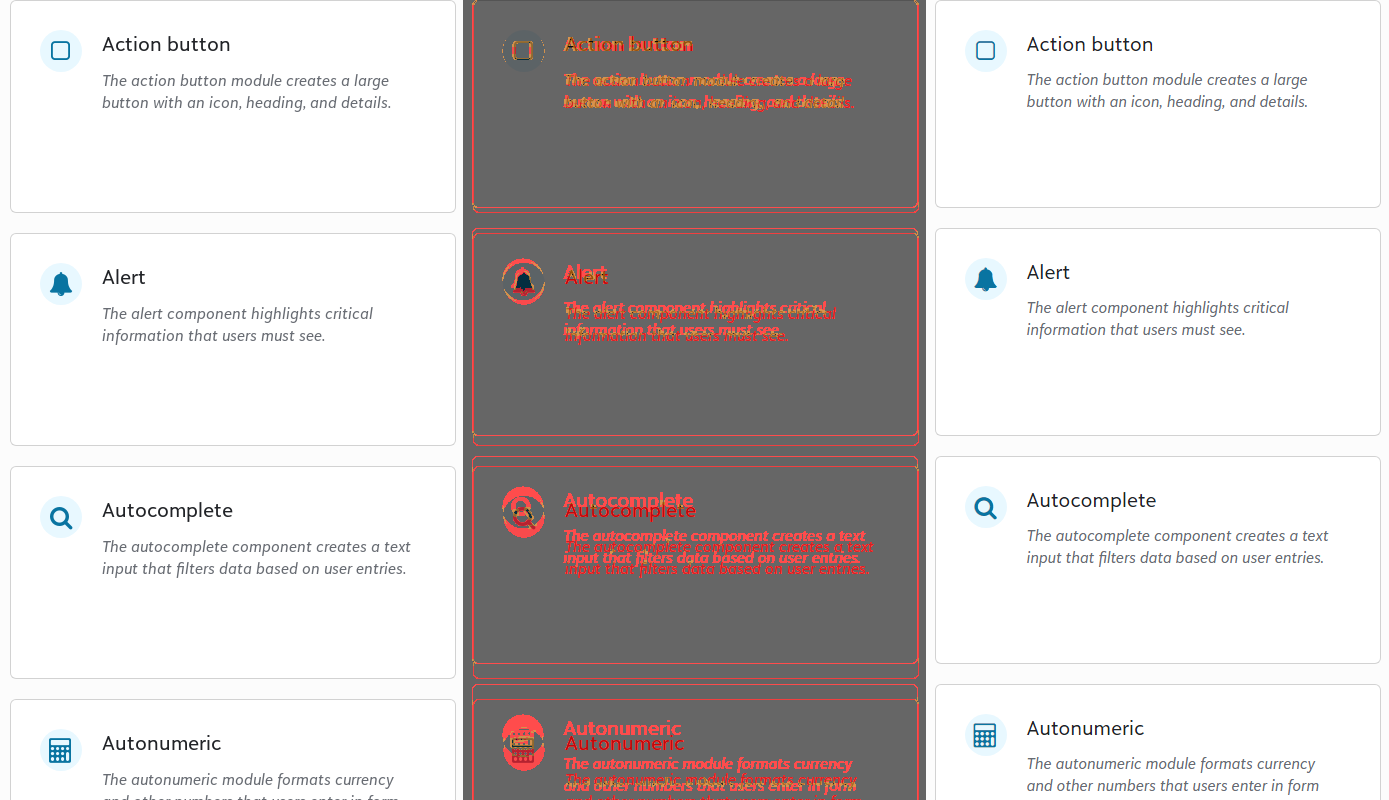 Action button
The action button module creates a large
button with an icon, heading, and details.
Alert
The alert component highlights critical
information that users must see.
Autocomplete
The autocomplete component creates a text
input that filters data based on user entries.
Autonumeric
The autonumeric module formats currency
and other numbers that users enter in form
Action button
The action button module creates a large
button with an icon, heading, and details.
Alert
The alert component highlights critical
information that users must see.
Autocomplete
The autocomplete component creates a text
input that filters data based on user entries.
Autonumeric
The autonumeric module formats currency
and other numbers that users enter in form
Action button
The action button module creates a large
button with an icon, heading, and details.
Alert
The alert component highlights critical
information that users must see.
Autocomplete
The autocomplete component creates a text
input that filters data based on user entries.
Autonumeric
The autonumeric module formats currency
and other numbers that users enter in form